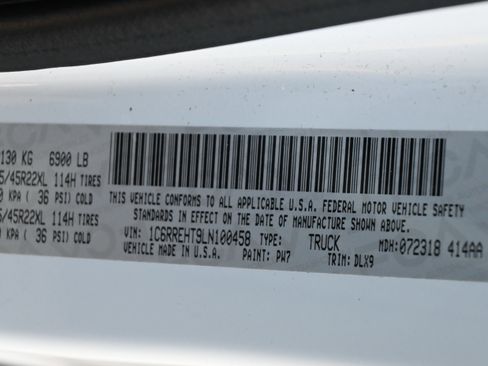 130 KG 6900 LB
5/45R22XL 114H TIRES
KPA ( 36 PSI) COLD
/45R22XL 114H TIRES
KPA ( 36 PSI) COLD
THIS VEHICLE CONFORMS TO ALL APPLICABLE U.S.A. FEDERAL MOTOR VEHICLE SAFETY
STANDARDS IN EFFECT ON THE DATE OF MANUFACTURE SHOWN ABOVE.
VIN: 1C6RREHT9LN100458 TYPE: TRUCK MDH: 072318 414AA
VEHICLE MADE IN U.S.A. PAINT: PW7 TRIM: DLX9